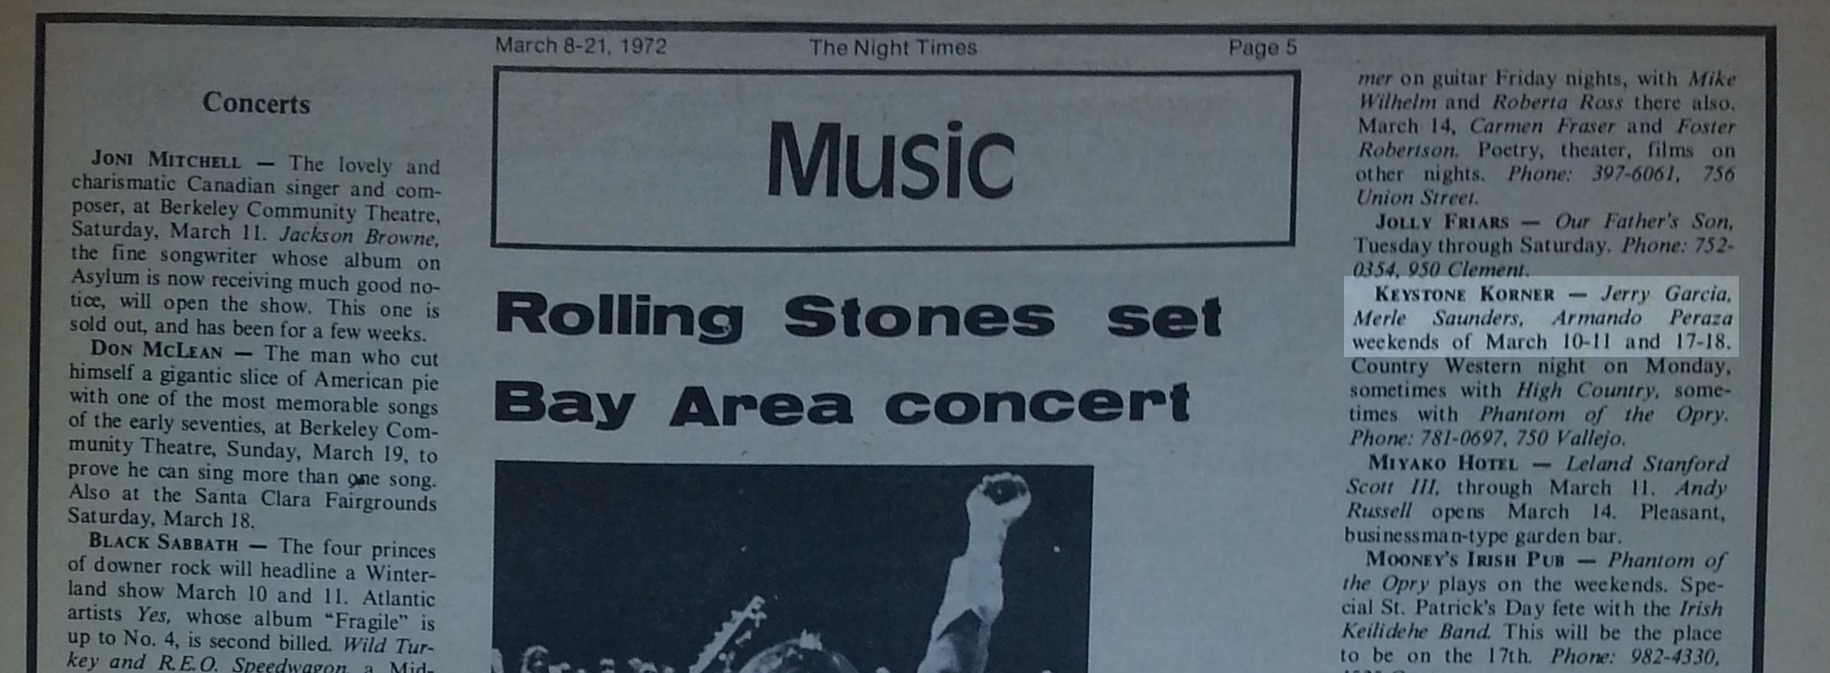 March 8-21, 1972 The Night Times Page 5
Concerts
JONI MITCHELL — The lovely and
charismatic Canadian singer and com-
poser, at Berkeley Community Theatre,
Saturday, March 11. Jackson Browne,
the fine songwriter whose album on
Asylum is now receiving much good no-
tice, will open the show. This one is
sold out, and has been for a few weeks.
DON MCLEAN — The man who cut
himself a gigantic slice of American pie
with one of the most memorable songs
of the early seventies, at Berkeley Com-
munity Theatre, Sunday, March 19, to
prove he can sing more than one song.
Also at the Santa Clara Fairgrounds
Saturday, March 18.
BLACK SABBATH — The four princes
of downer rock will headline a Winter-
land show March 10 and 11. Atlantic
artists Yes, whose album “Fragile” is
up to No. 4, is second billed. Wild Tur-
key and R.E.O. Speedwagon, a Mid-
Music
Rolling Stones set
Bay Area concert
mer on guitar Friday nights, with Mike
Wilhelm and Roberta Ross there also.
March 14, Carmen Fraser and Foster
Robertson. Poetry, theater, films on
other nights. Phone: 397-6061, 756
Union Street.
JOLLY FRIARS — Our Father's Son,
Tuesday through Saturday. Phone: 752-
0354, 950 Clement.
KEYSTONE KORNER — Jerry Garcia,
Merle Saunders, Armando Peraza
weekends of March 10-11 and 17-18.
Country Western night on Monday,
sometimes with High Country, some-
times with Phantom of the Opry.
Phone: 781-0697, 750 Vallejo.
MIYAKO HOTEL — Leland Stanford
Scott III, through March 11. Andy
Russell opens March 14. Pleasant,
businessman-type garden bar.
MOONEY'S IRISH PUB — Phantom of
the Opry plays on the weekends. Spe-
cial St. Patrick's Day fete with the Irish
Keilidehe Band. This will be the place
to be on the 17th. Phone: 982-4330,